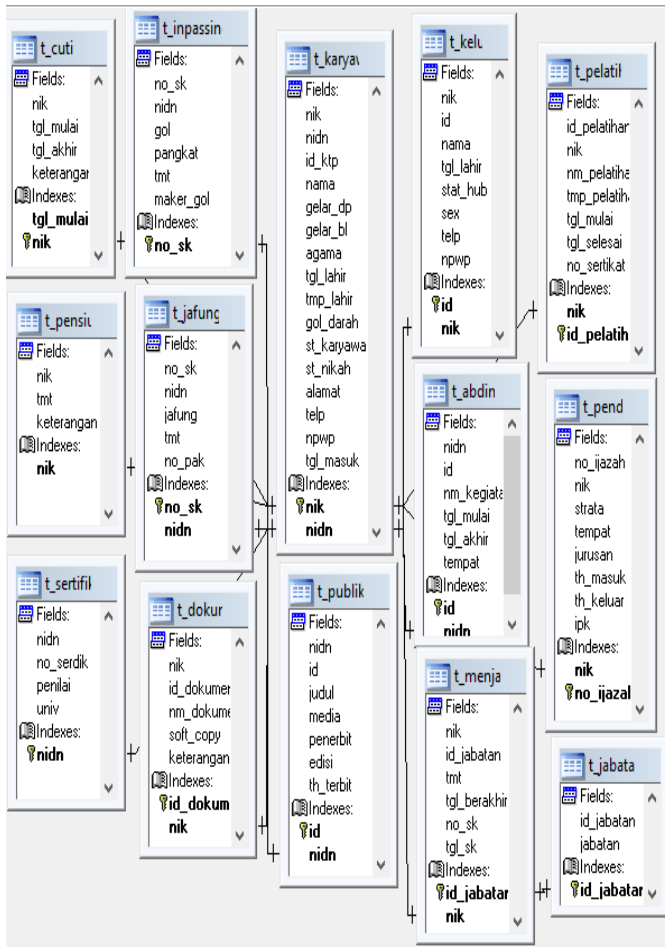 t_cuti
Fields:
nik
tgl_mulai
tgl_akhir
keterangar
Indexes:
tgl_mulai
nik
t_inpassin
Fields:
no_sk
nidn
gol
pangkat
tmt
maker_gol
Indexes:
no_sk
t_karyav
Fields:
nik
nidn
id_ktp
nama
gelar_dp
gelar_bl
agama
tgl_lahir
tmp_lahir
gol_darah
st_karyawa
st_nikah
alamat
telp
npwp
tgl_masuk
Indexes:
nik
nidn
t_kelu
Fields:
nik
id
nama
tgl_lahir
stat_hub
sex
telp
npwp
Indexes:
id
nik
t_pelatih
Fields:
id_pelatihar
nik
nm_pelatiha
tmp_pelatih
tgl_mulai
tgl_selesai
no_sertikat
Indexes:
nik
id_pelatih
t_pensiu
Fields:
nik
tmt
keterangan
Indexes:
nik
t_jafung
Fields:
no_sk
nidn
jafung
tmt
no_pak
Indexes:
no_sk
nidn
t_abdin
Fields:
nidn
id
nm_kegiata
tgl_mulai
tgl_akhir
tempat
Indexes:
id
nidn
t_pend
Fields:
no_ijazah
nik
strata
tempat
jurusan
th_masuk
th_keluar
ipk
Indexes:
nik
no_ijazal
t_sertifik
Fields:
nidn
no_serdik
penilai
univ
Indexes:
nidn
t_dokur
Fields:
nik
id_dokumer
nm_dokume
soft_copy
keterangan
Indexes:
id_dokum
nik
t_publik
Fields:
nidn
id
judul
media
penerbit
edisi
th_terbit
Indexes:
id
nidn
t_menja
Fields:
nik
id_jabatan
tmt
tgl_berakhir
no_sk
tgl_sk
Indexes:
id_jabatar
nik
t_jabata
Fields:
id_jabatan
jabatan
Indexes:
id_jabatar